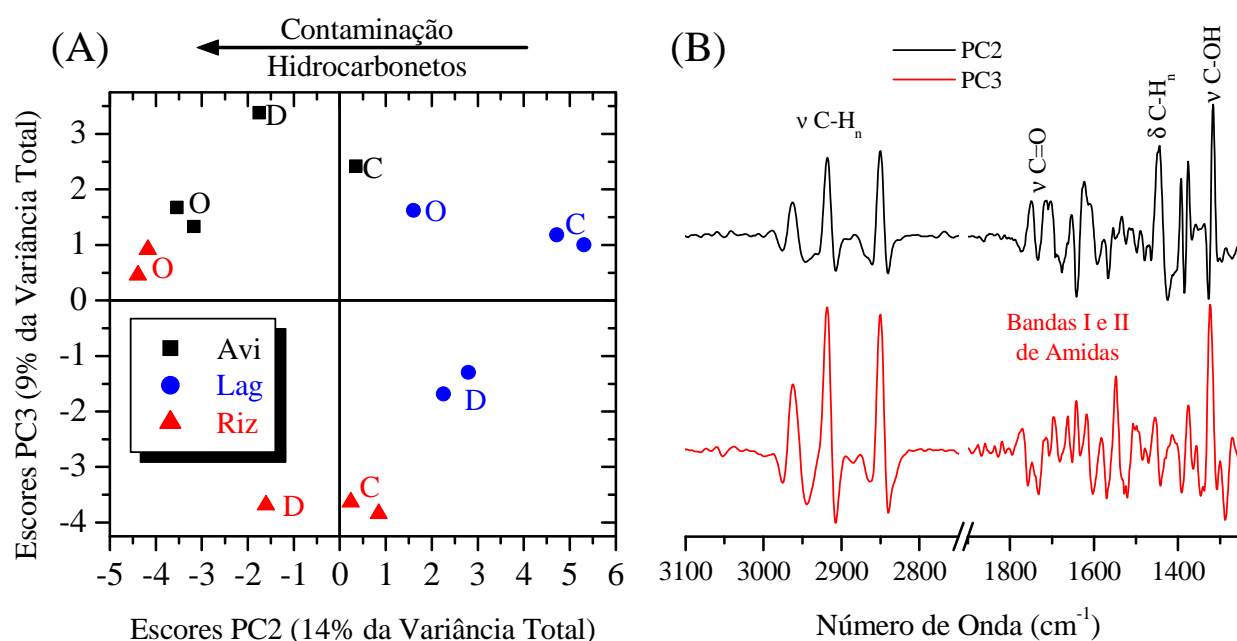 (A)
Contaminação
Hidrocarbonetos
Escores PC3 (9% da Variância Total)
3
2
1
0
-1
-2
-3
-4
D
C
O
O
C
O
D
C
D
Avi
Lag
Riz
-5 -4 -3 -2 -1 0 1 2 3 4 5 6
Escores PC2 (14% da Variância Total)
(B)
PC2
PC3
ν C-Hn
ν C=O
δ C-Hn
ν C-OH
Bandas I e II
de Amidas
3100 3000 2900 2800 1800 1600 1400
Número de Onda (cm-1)